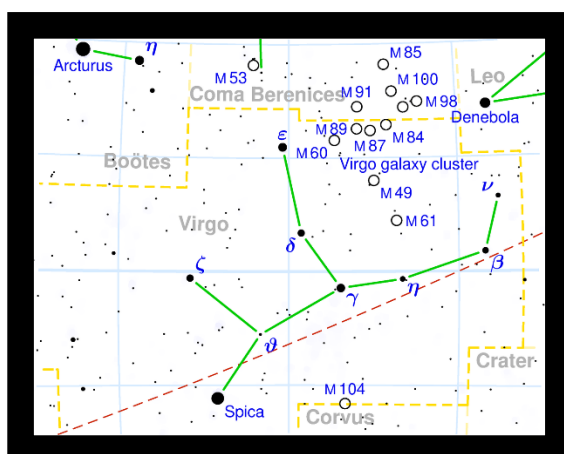 η
M 85
Arcturus
M 53
M 100
Leo
M 91
M 98
Coma Berenices
Denebola
ε
M 89
M 84
M 60
M 87
Boötes
Virgo galaxy cluster
ν
M 49
Virgo
M 61
δ
ζ
β
γ
η
ϑ
Crater
M 104
Spica
Corvus